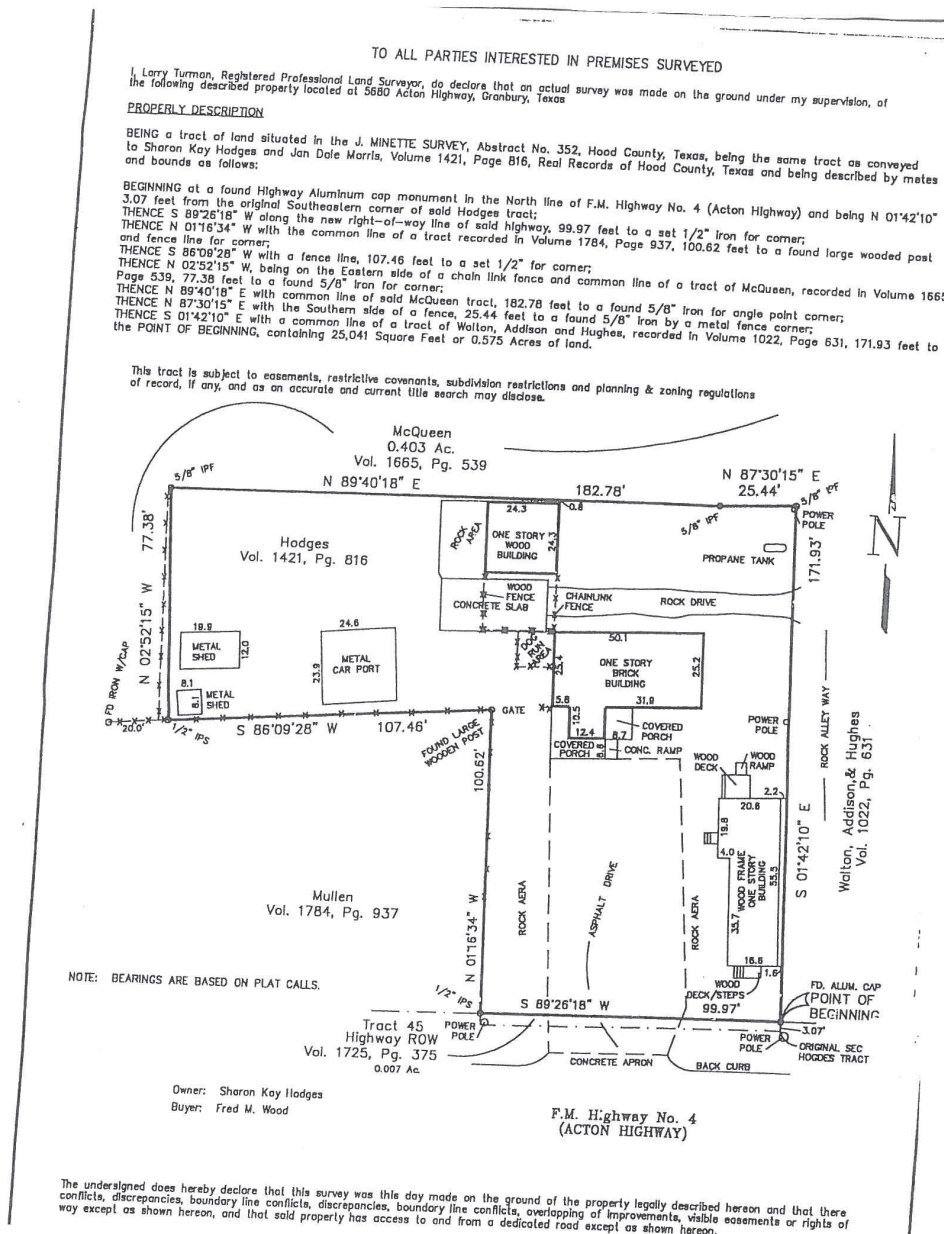 TO ALL PARTIES INTERESTED IN PREMISES SURVEYED
I, Larry Turman, Registered Professional Land Surveyor, do declare that an actual survey was made on the ground under my supervision, of
the following described property located at 5680 Acton Highway, Granbury, Texas
PROPERLY DESCRIPTION
BEING a tract of land situated in the J. MINETTE SURVEY, Abstract No. 352, Hood County, Texas, being the same tract as conveyed
to Sharon Kay Hodges and Jan Dale Morris, Volume 1421, Page 816, Real Records of Hood County, Texas and being described by metes
and bounds as follows:
BEGINNING at a found Highway Aluminum cap monument in the North line of F.M. Highway No. 4 (Acton Highway) and being N 01°42'10"
3.07 feet from the original Southeastern corner of said Hodges tract;
THENCE S 89°26'18" W along the new right-of-way line of said highway, 99.97 feet to a set 1/2" iron for corner;
THENCE N 01°16'34" W with the common line of a tract recorded in Volume 1784, Page 937, 100.62 feet to a found large wooded post
and fence line for corner;
THENCE S 86°09'28" W with a fence line, 107.46 feet to a set 1/2" for corner;
THENCE N 02°52'15" W, being on the Eastern side of a chain link fence and common line of a tract of McQueen, recorded in Volume 1665
Page 539, 77.38 feet to a found 5/8" iron for corner;
THENCE N 89°40'18" E with common line of said McQueen tract, 182.78 feet to a found 5/8" iron for angle point corner;
THENCE N 87°30'15" E with the Southern side of a fence, 25.44 feet to a found 5/8" iron by a metal fence corner;
THENCE S 01°42'10" E with a common line of a tract of Walton, Addison and Hughes, recorded in Volume 1022, Page 631, 171.93 feet to
the POINT OF BEGINNING, containing 25,041 Square Feet or 0.575 Acres of land.
This tract is subject to easements, restrictive covenants, subdivision restrictions and planning & zoning regulations
of record, if any, and as an accurate and current title search may disclose.
McQueen
0.403 Ac.
Vol. 1665, Pg. 539
5/8" IPF
N 89°40'18" E
182.78'
N 87°30'15" E
25.44'
5/8" IPF
5/8" IPF
POWER
POLE
N
77.38'
N 02°52'15" W
Hodges
Vol. 1421, Pg. 816
ROCK
AREA
24.3
0.8
ONE STORY
WOOD
BUILDING
24.3
PROPANE TANK
171.93'
WOOD
FENCE
CONCRETE SLAB
CHAINLINK
FENCE
ROCK DRIVE
19.9
METAL
SHED
12.0
24.6
METAL
CAR PORT
23.9
DOG
RUN
AREA
50.1
25.4
ONE STORY
BRICK
BUILDING
25.2
8.1
8.1
METAL
SHED
FD IRON W/CAP
20.0'
1/2" IPS
S 86°09'28" W
107.46'
GATE
FOUND LARGE
WOODEN POST
5.8
10.5
12.4
31.9
8.7
6.6
COVERED
PORCH
COVERED
PORCH
CONC. RAMP
POWER
POLE
ROCK ALLEY WAY
Walton, Addison,& Hughes
Vol. 1022, Pg. 631
WOOD
DECK
WOOD
RAMP
2.2
20.6
19.8
4.0
35.7
WOOD FRAME
ONE STORY
BUILDING
55.5
16.6
1.6
S 01°42'10" E
100.62'
N 01°16'34" W
ROCK AERA
ASPHALT DRIVE
ROCK AERA
Mullen
Vol. 1784, Pg. 937
NOTE: BEARINGS ARE BASED ON PLAT CALLS.
1/2" IPS
S 89°26'18" W
99.97'
WOOD
DECK/STEPS
FD. ALUM. CAP
POINT OF
BEGINNING
3.07'
Tract 45
Highway ROW
Vol. 1725, Pg. 375
0.007 Ac.
POWER
POLE
CONCRETE APRON
BACK CURB
POWER
POLE
ORIGINAL SEC
HOGDES TRACT
Owner: Sharon Kay Hodges
Buyer: Fred M. Wood
F.M. Highway No. 4
(ACTON HIGHWAY)
The undersigned does hereby declare that this survey was this day made on the ground of the property legally described hereon and that there
conflicts, discrepancies, boundary line conflicts, discrepancies, boundary line conflicts, overlapping of improvements, visible easements or rights of
way except as shown hereon, and that said property has access to and from a dedicated road except as shown hereon.